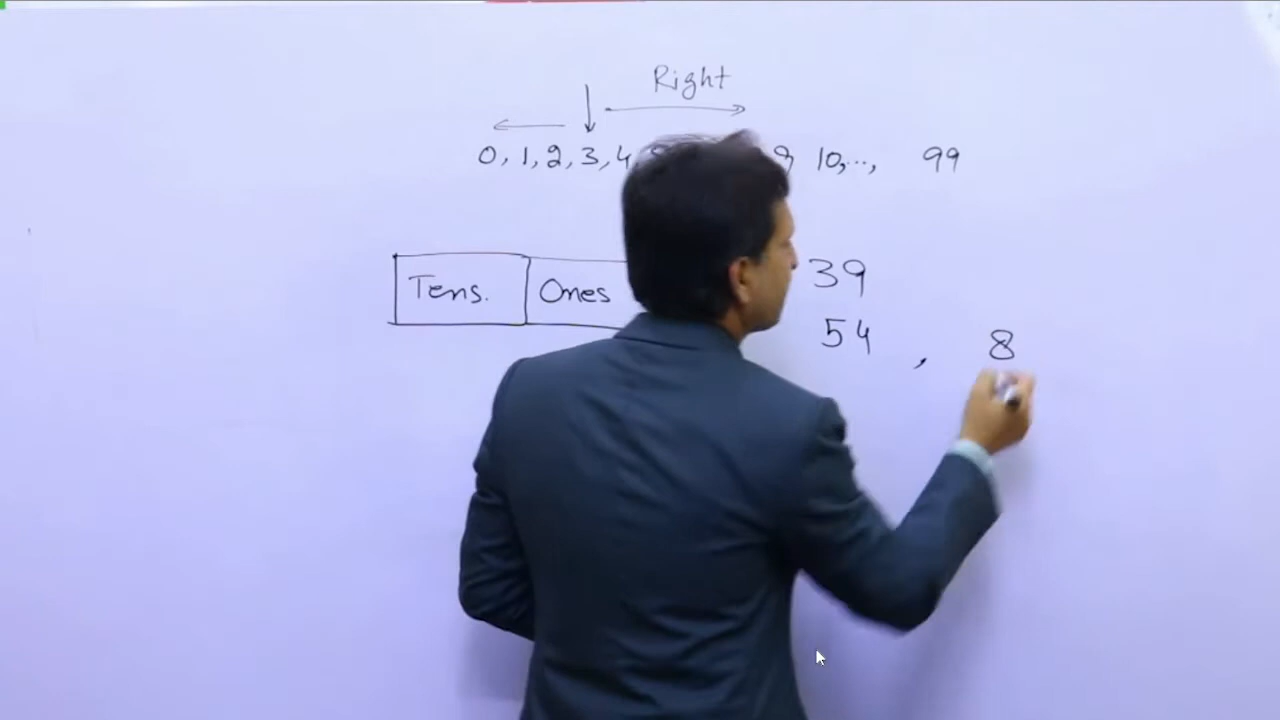 Right
0, 1, 2, 3, 4 9 10,..., 99
Tens. Ones 39
54 , 8